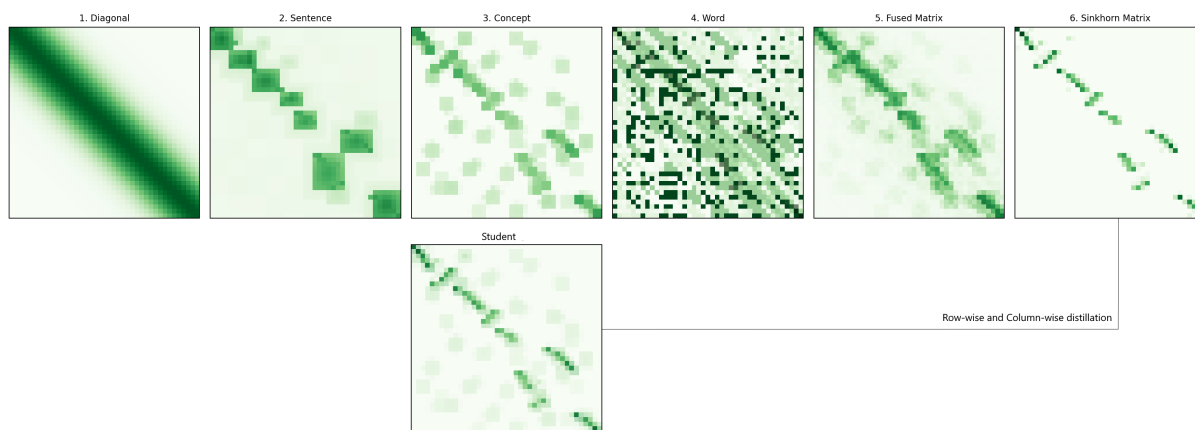 1. Diagonal
2. Sentence
3. Concept
4. Word
5. Fused Matrix
6. Sinkhorn Matrix
Student
Row-wise and Column-wise distillation